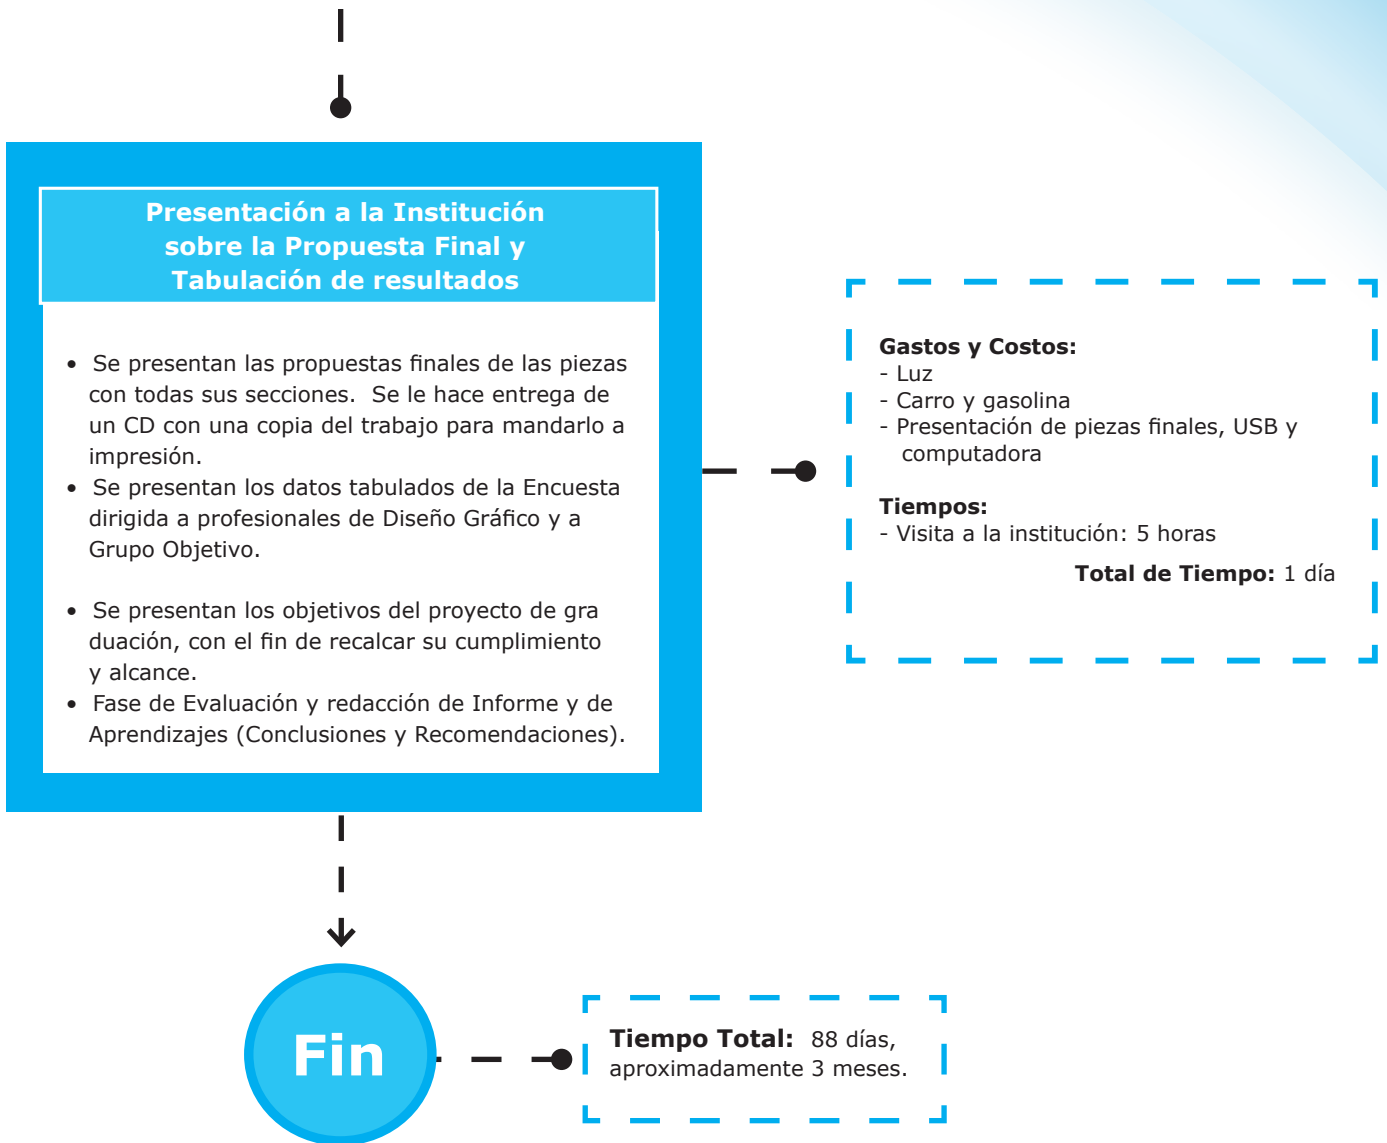 Presentación a la Institución
sobre la Propuesta Final y
Tabulación de resultados
• Se presentan las propuestas finales de las piezas
con todas sus secciones. Se le hace entrega de
un CD con una copia del trabajo para mandarlo a
impresión.
• Se presentan los datos tabulados de la Encuesta
dirigida a profesionales de Diseño Gráfico y a
Grupo Objetivo.
• Se presentan los objetivos del proyecto de gra
duación, con el fin de recalcar su cumplimiento
y alcance.
• Fase de Evaluación y redacción de Informe y de
Aprendizajes (Conclusiones y Recomendaciones).
Gastos y Costos:
- Luz
- Carro y gasolina
- Presentación de piezas finales, USB y
computadora
Tiempos:
- Visita a la institución: 5 horas
Total de Tiempo: 1 día
Fin
Tiempo Total: 88 días,
aproximadamente 3 meses.